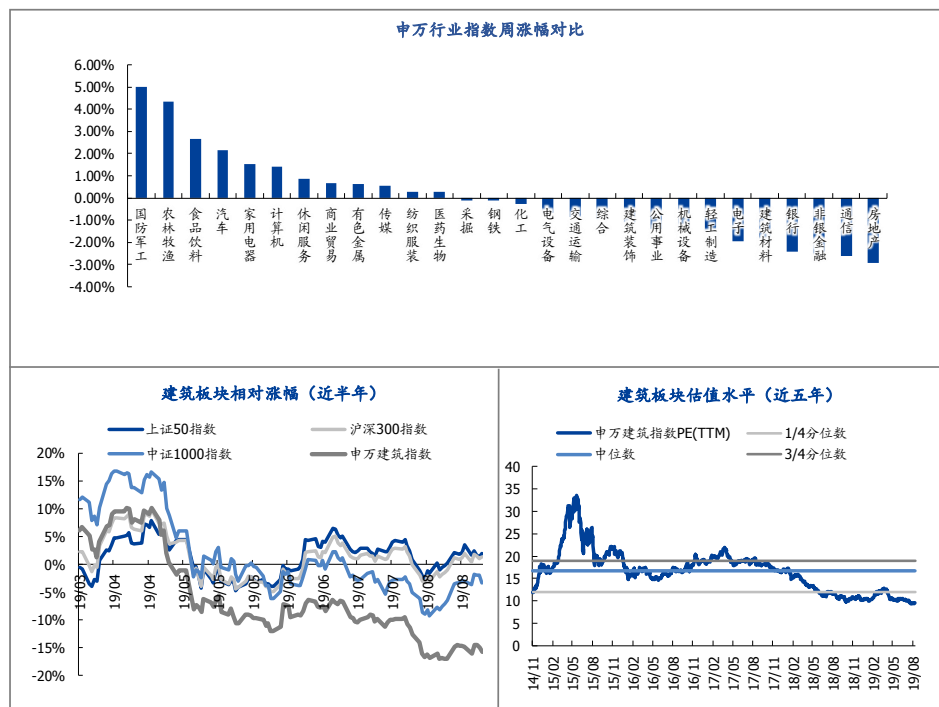 申万行业指数周涨幅对比
6.00%
5.00%
4.00%
3.00%
2.00%
1.00%
0.00%
-1.00%
-2.00%
-3.00%
-4.00%
国防军工
农林牧渔
食品饮料
汽车
家用电器
计算机
休闲服务
商业贸易
有色金属
传媒
纺织服装
医药生物
采掘
钢铁
化工
电气设备
交通运输
综合
建筑装饰
公用事业
机械设备
轻工制造
电子
建筑材料
银行
非银金融
通信
房地产
建筑板块相对涨幅（近半年）
上证50指数
沪深300指数
中证1000指数
申万建筑指数
20%
15%
10%
5%
0%
-5%
-10%
-15%
-20%
19/03
19/04
19/04
19/05
19/05
19/06
19/06
19/07
19/07
19/08
19/08
建筑板块估值水平（近五年）
申万建筑指数PE(TTM)
1/4分位数
中位数
3/4分位数
40
35
30
25
20
15
10
5
0
14/11
15/02
15/05
15/08
15/11
16/02
16/05
16/08
16/11
17/02
17/05
17/08
17/11
18/02
18/05
18/08
18/11
19/02
19/05
19/08